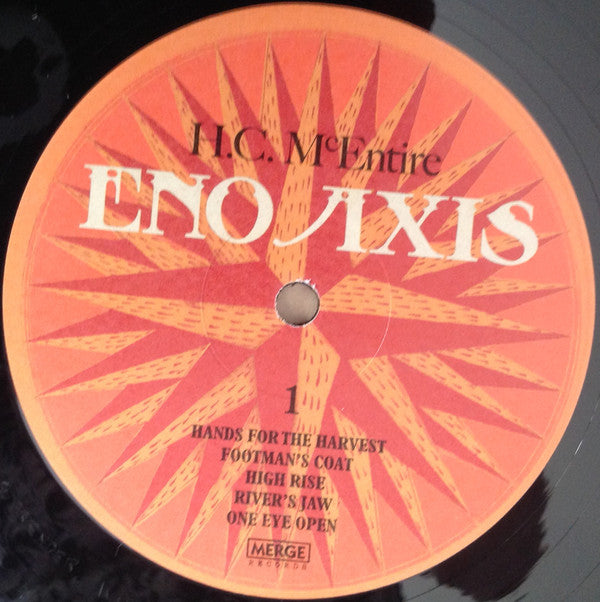 H.C. McEntire
ENO AXIS
1
HANDS FOR THE HARVEST
FOOTMAN'S COAT
HIGH RISE
RIVER'S JAW
ONE EYE OPEN
MERGE
RECORDS